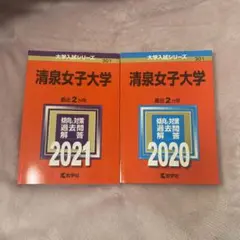 大学入試シリーズ
清泉女子大学
最近2カ年
傾向と対策
過去問
解答
2021
教学社
大学入試シリーズ
清泉女子大学
最近2カ年
傾向と対策
過去問
解答
2020
教学社